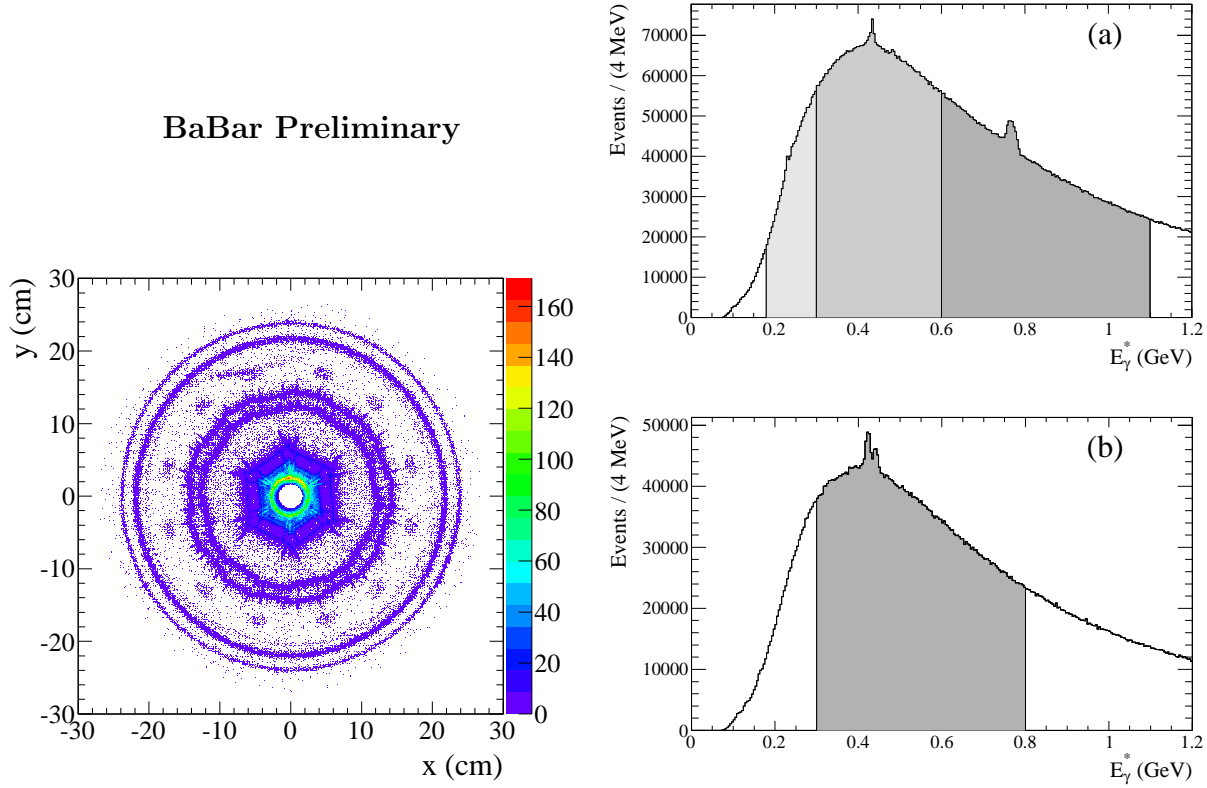 BaBar Preliminary
y (cm)
30
20
10
0
-10
-20
-30
-30 -20 -10 0 10 20 30
x (cm)
160
140
120
100
80
60
40
20
0
(a)
Events / (4 MeV)
70000
60000
50000
40000
30000
20000
10000
0
0 0.2 0.4 0.6 0.8 1 1.2
E*γ (GeV)
(b)
Events / (4 MeV)
50000
40000
30000
20000
10000
0
0 0.2 0.4 0.6 0.8 1 1.2
E*γ (GeV)